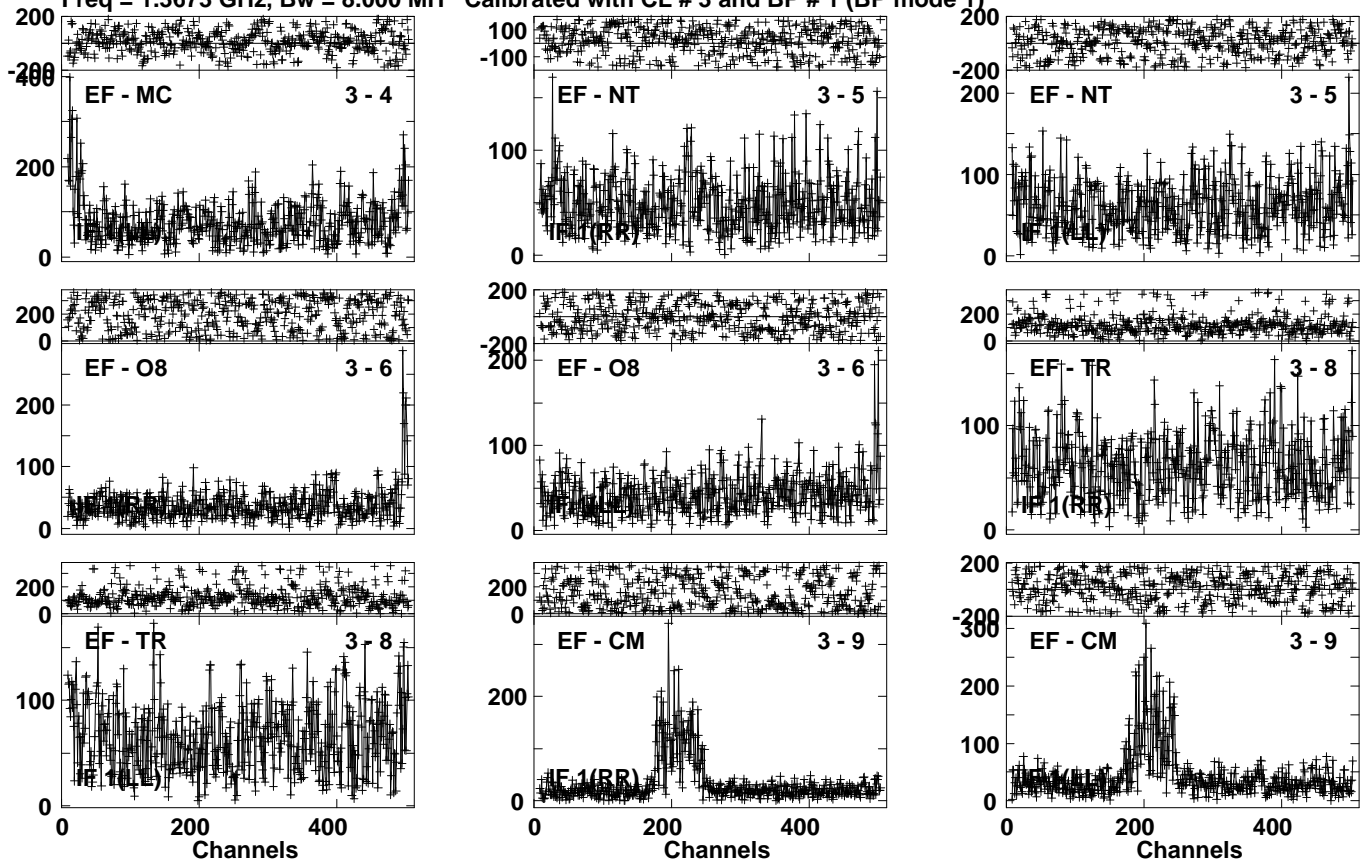 Freq = 1.3673 GHz, Bw = 8.000 MH Calibrated with CL # 3 and BP # 1 (BP mode 1)
200 100 200
-200 -100 -200
400 EF - MC 3 - 4 EF - NT 3 - 5 200 EF - NT 3 - 5
200 100 100
IF 1(RR) IF 1(LL)
0 0 0
200 200 200
0 -200 0
EF - O8 3 - 6 200 EF - O8 3 - 6 EF - TR 3 - 8
200 100 100
100
IF 1(RR)
0 0 0
200 200 200
0 0 -200
EF - TR 3 - 8 EF - CM 3 - 9 300 EF - CM 3 - 9
100 200 200
100
IF 1(LL) IF 1(RR) IF 1(LL)
0 0 0
0 200 400 0 200 400 0 200 400
Channels Channels Channels